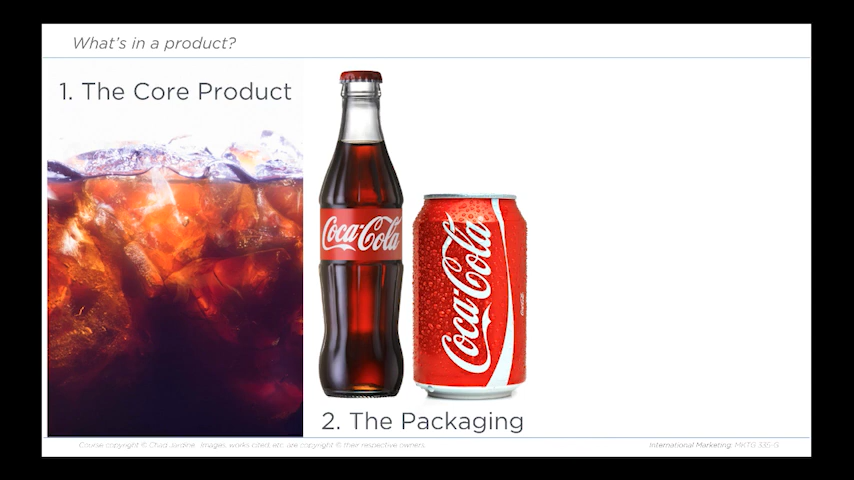 What's in a product?
1. The Core Product
Coca-Cola
Coca-Cola
2. The Packaging
Course copyright © Chad Jardine. Images, works cited, etc. are copyright © their respective owners.
International Marketing: MKTG 335-G